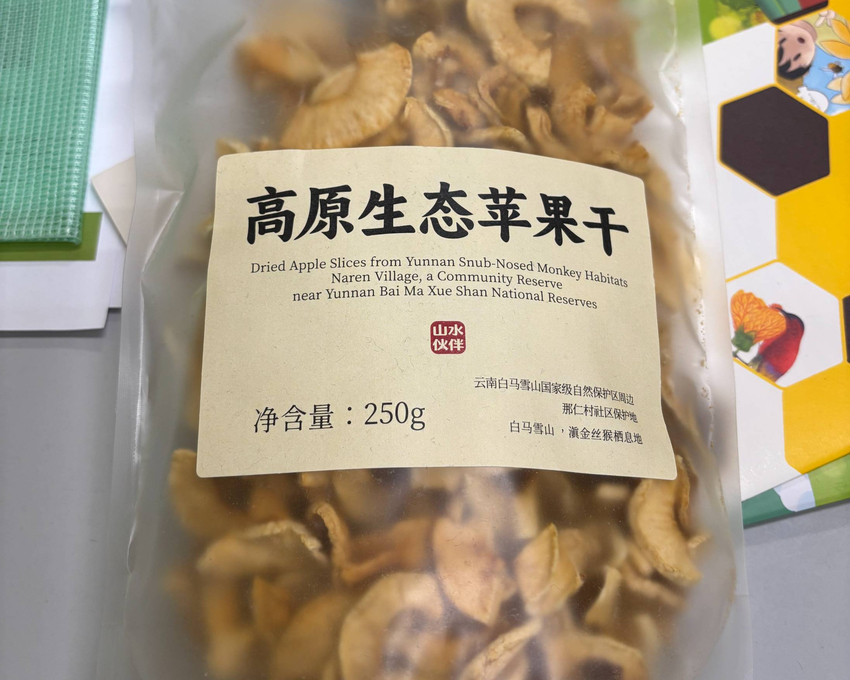 高原生态苹果干
Dried Apple Slices from Yunnan Snub-Nosed Monkey Habitats
Naren Village, a Community Reserve
near Yunnan Bai Ma Xue Shan National Reserves
山水
伙伴
云南白马雪山国家级自然保护区周边
那仁村社区保护地
白马雪山，滇金丝猴栖息地
净含量：250g